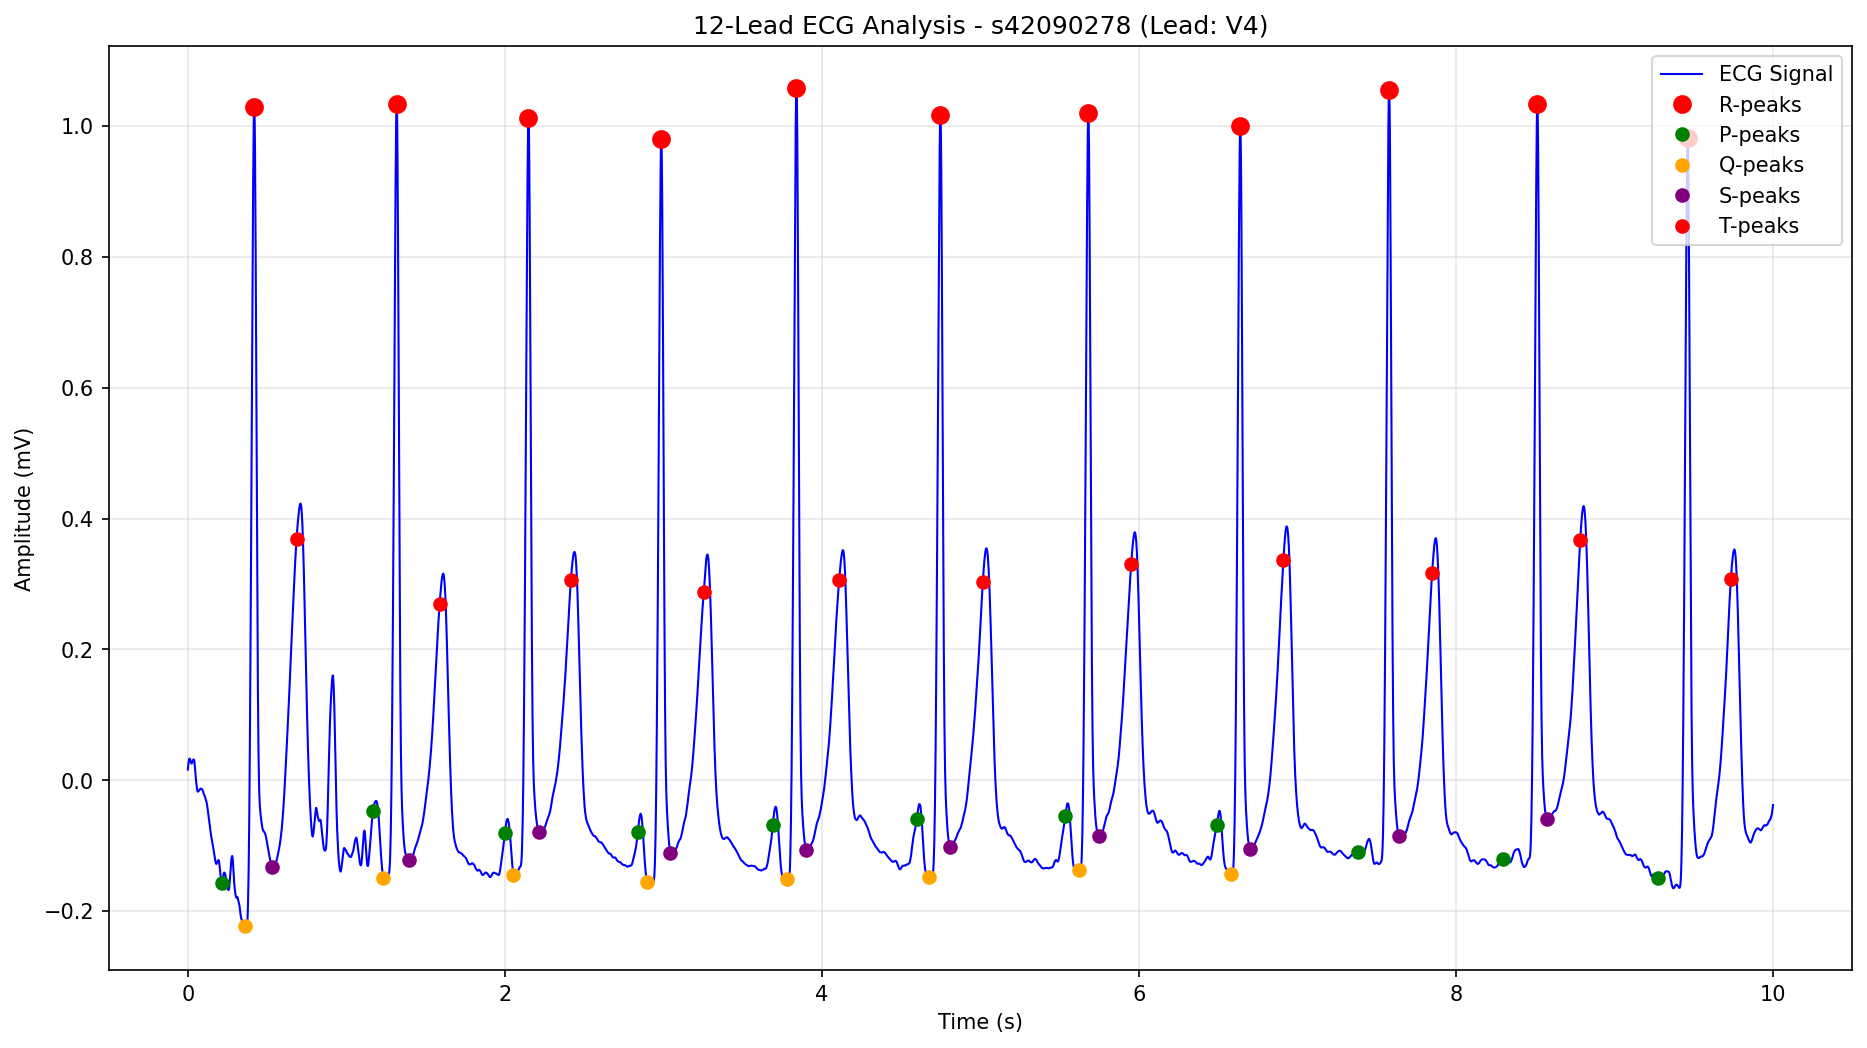 12-Lead ECG Analysis - s42090278 (Lead: V4)
ECG Signal
R-peaks
P-peaks
Q-peaks
S-peaks
T-peaks
Amplitude (mV)
1.0
0.8
0.6
0.4
0.2
0.0
−0.2
0 2 4 6 8 10
Time (s)